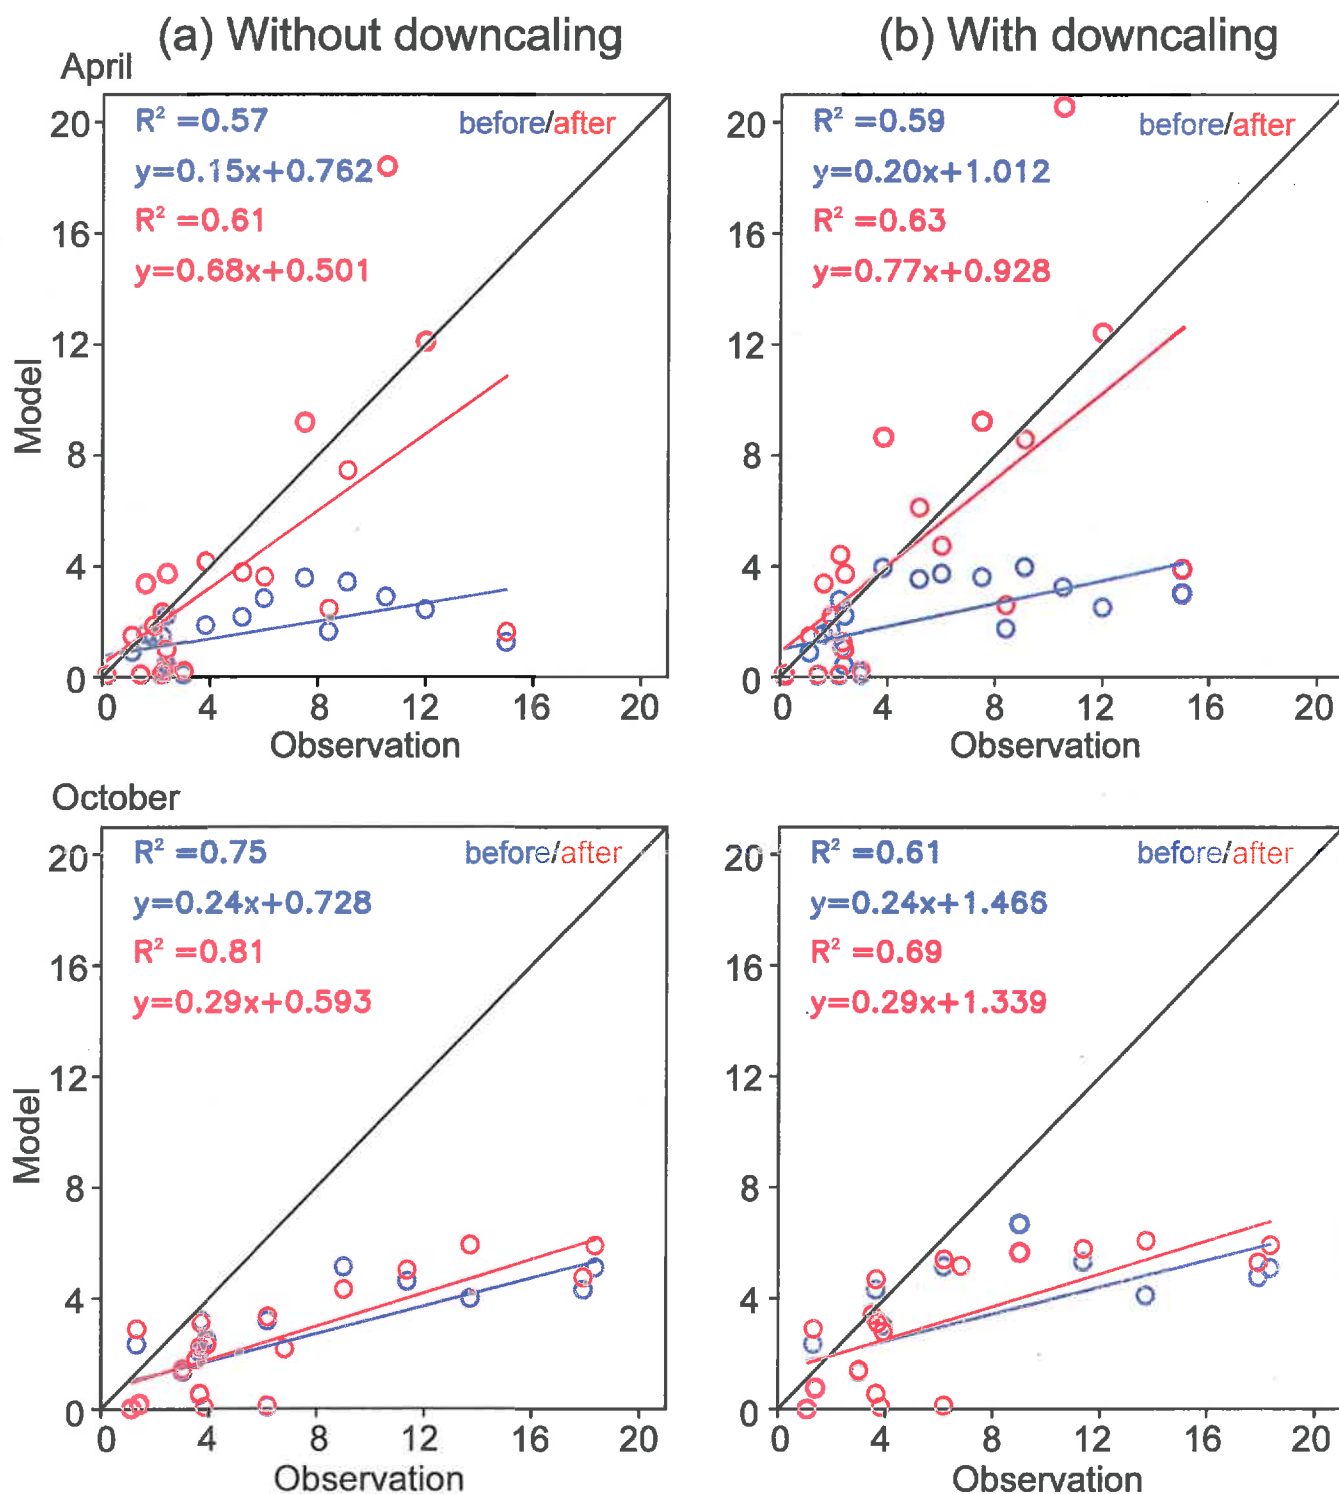 (a) Without downcaling
(b) With downcaling
April
R² =0.57
before/after
y=0.15x+0.762
R² =0.61
y=0.68x+0.501
20
16
12
8
4
0
Model
0 4 8 12 16 20
Observation
R² =0.59
before/after
y=0.20x+1.012
R² =0.63
y=0.77x+0.928
20
16
12
8
4
0
0 4 8 12 16 20
Observation
October
R² =0.75
before/after
y=0.24x+0.728
R² =0.81
y=0.29x+0.593
20
16
12
8
4
0
Model
0 4 8 12 16 20
Observation
R² =0.61
before/after
y=0.24x+1.466
R² =0.69
y=0.29x+1.339
20
16
12
8
4
0
0 4 8 12 16 20
Observation